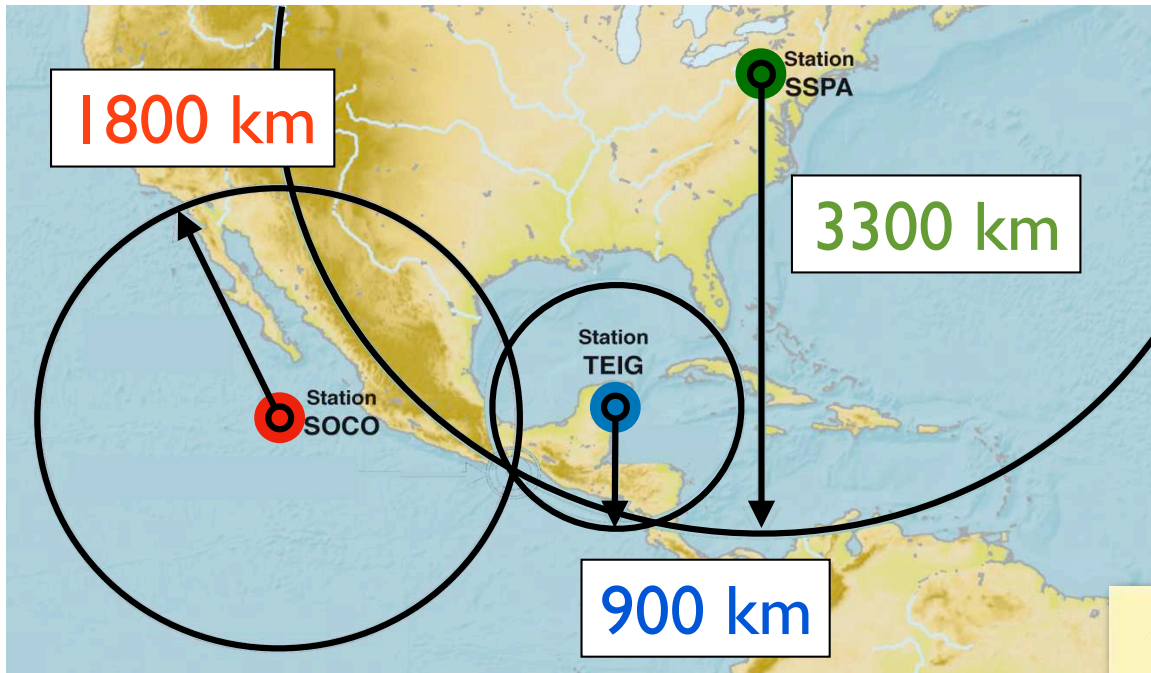 1800 km
Station
SSPA
3300 km
Station
TEIG
Station
SOCO
900 km